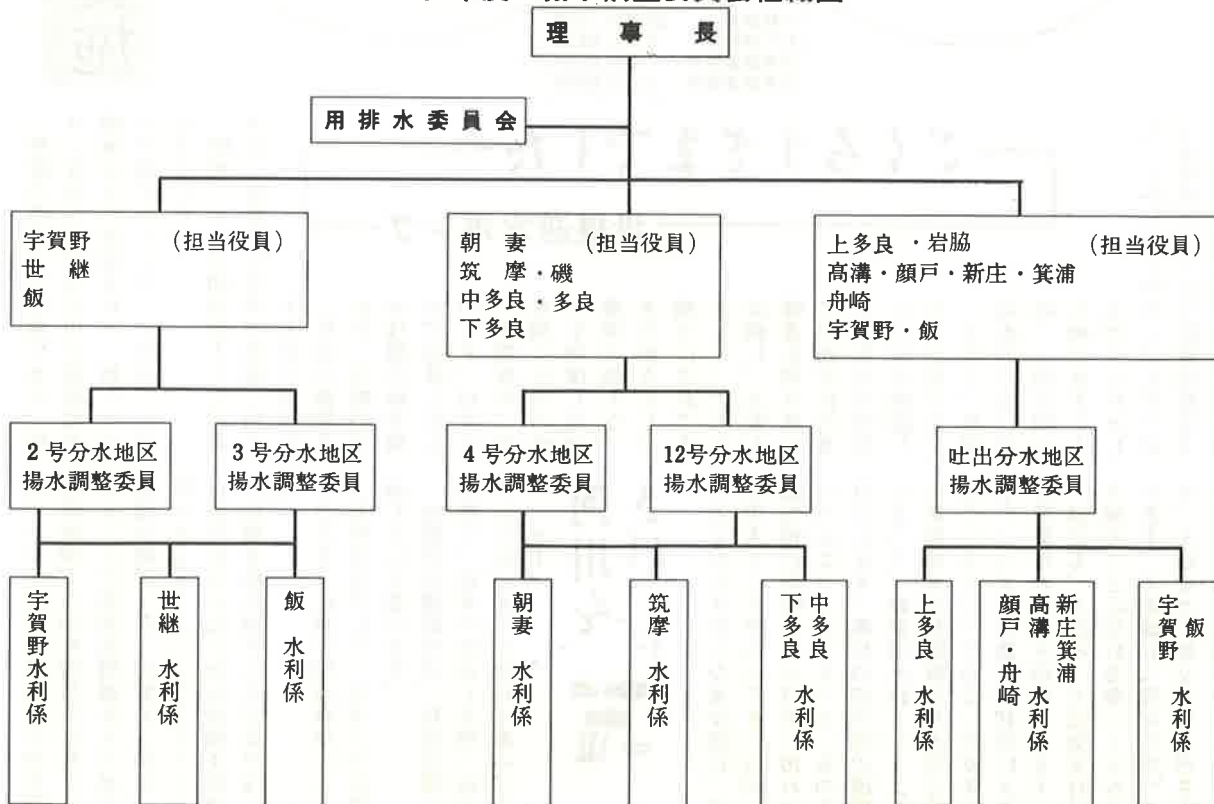 理事長
用排水委員会
宇賀野 (担当役員)
世継
飯
朝妻 (担当役員)
筑摩・磯
中多良・多良
下多良
上多良・岩脇 (担当役員)
高溝・顔戸・新庄・箕浦
舟崎
宇賀野・飯
2号分水地区
揚水調整委員
3号分水地区
揚水調整委員
4号分水地区
揚水調整委員
12号分水地区
揚水調整委員
吐出分水地区
揚水調整委員
宇賀野水利係
世継 水利係
飯 水利係
朝妻 水利係
筑摩 水利係
中多良
下多良
水利係
上多良 水利係
新庄箕浦
高溝
顔戸・舟崎
水利係
飯
宇賀野
水利係